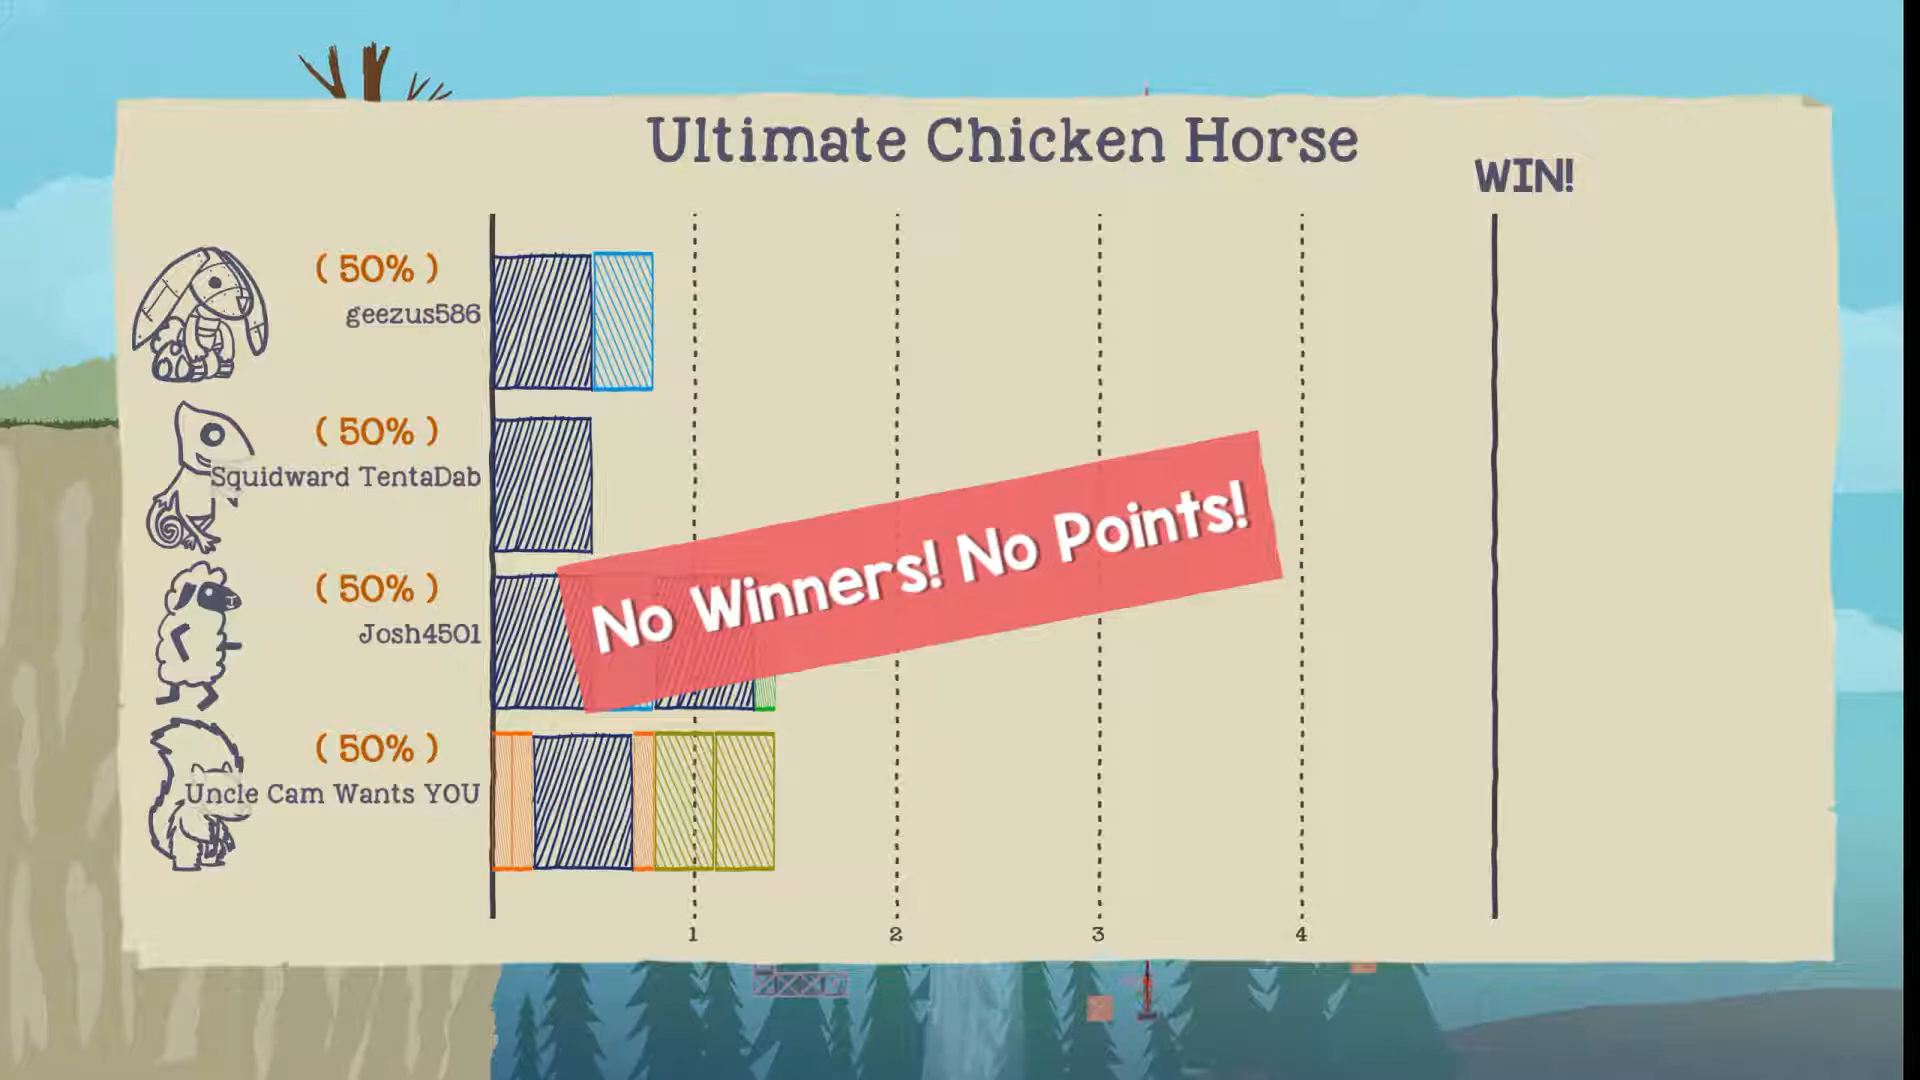 Ultimate Chicken Horse
WIN!
( 50% )
geezus586
( 50% )
Squidward TentaDab
( 50% )
Josh4501
( 50% )
Uncle Cam Wants YOU
No Winners! No Points!
1 2 3 4